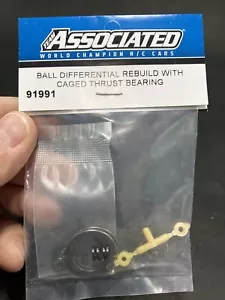 TEAM
ASSOCIATED
WORLD CHAMPION R/C CARS
BALL DIFFERENTIAL REBUILD WITH
CAGED THRUST BEARING
91991